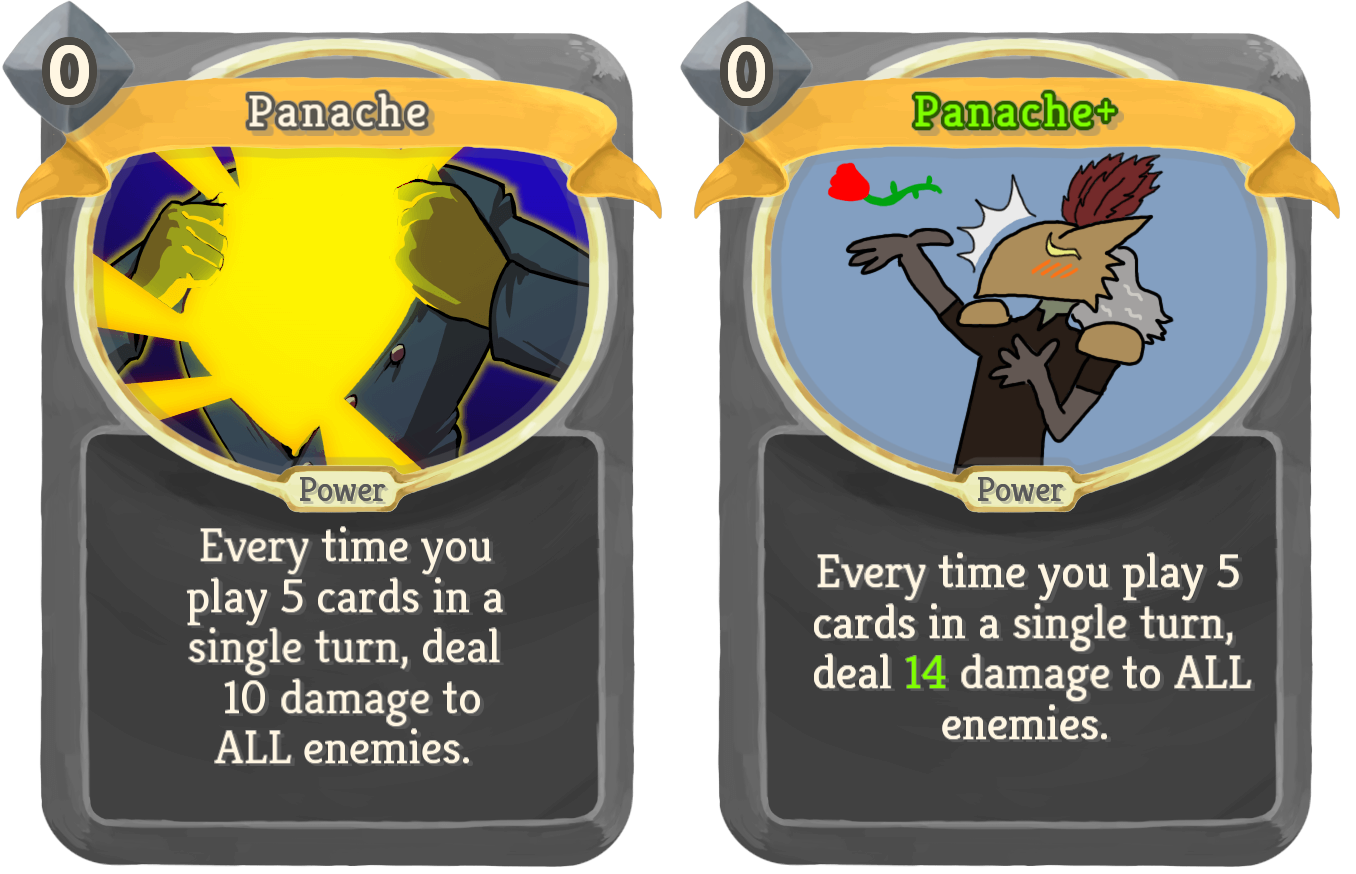 0
Panache
Power
Every time you
play 5 cards in a
single turn, deal
10 damage to
ALL enemies.
0
Panache+
Power
Every time you play 5
cards in a single turn,
deal 14 damage to ALL
enemies.